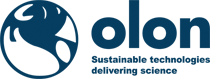 olon
Sustainable technologies
delivering science